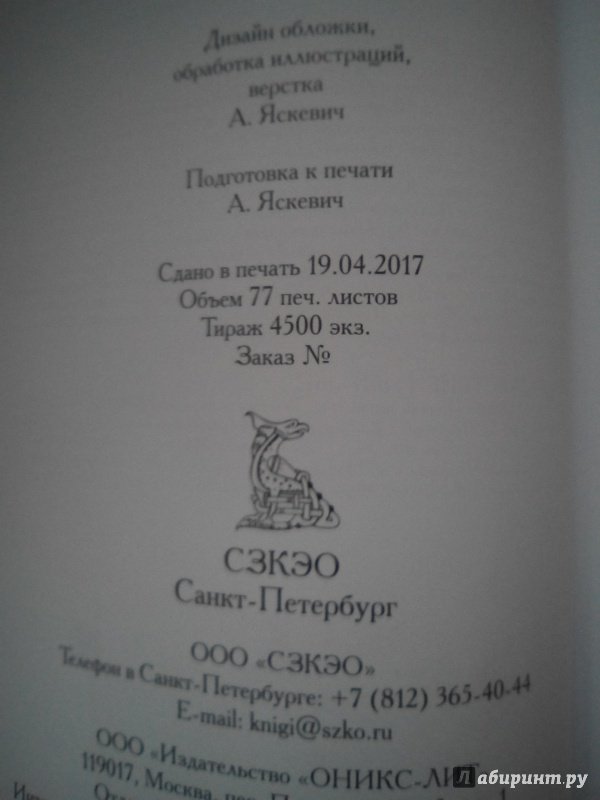 Дизайн обложки,
обработка иллюстраций,
верстка
А. Яскевич
Подготовка к печати
А. Яскевич
Сдано в печать 19.04.2017
Объем 77 печ. листов
Тираж 4500 экз.
Заказ №
СЗКЭО
Санкт-Петербург
ООО «СЗКЭО»
Телефон в Санкт-Петербурге: +7 (812) 365-40-44
E-mail: knigi@szko.ru
ООО «Издательство «ОНИКС-ЛИТ
119017, Москва,
Лабиринт.ру